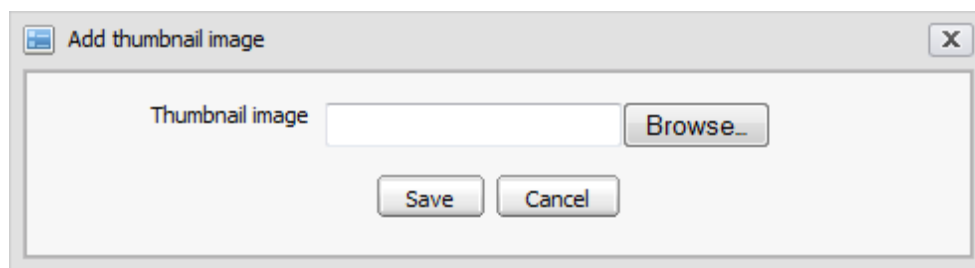 Add thumbnail image
X
Thumbnail image
Browse...
Save Cancel